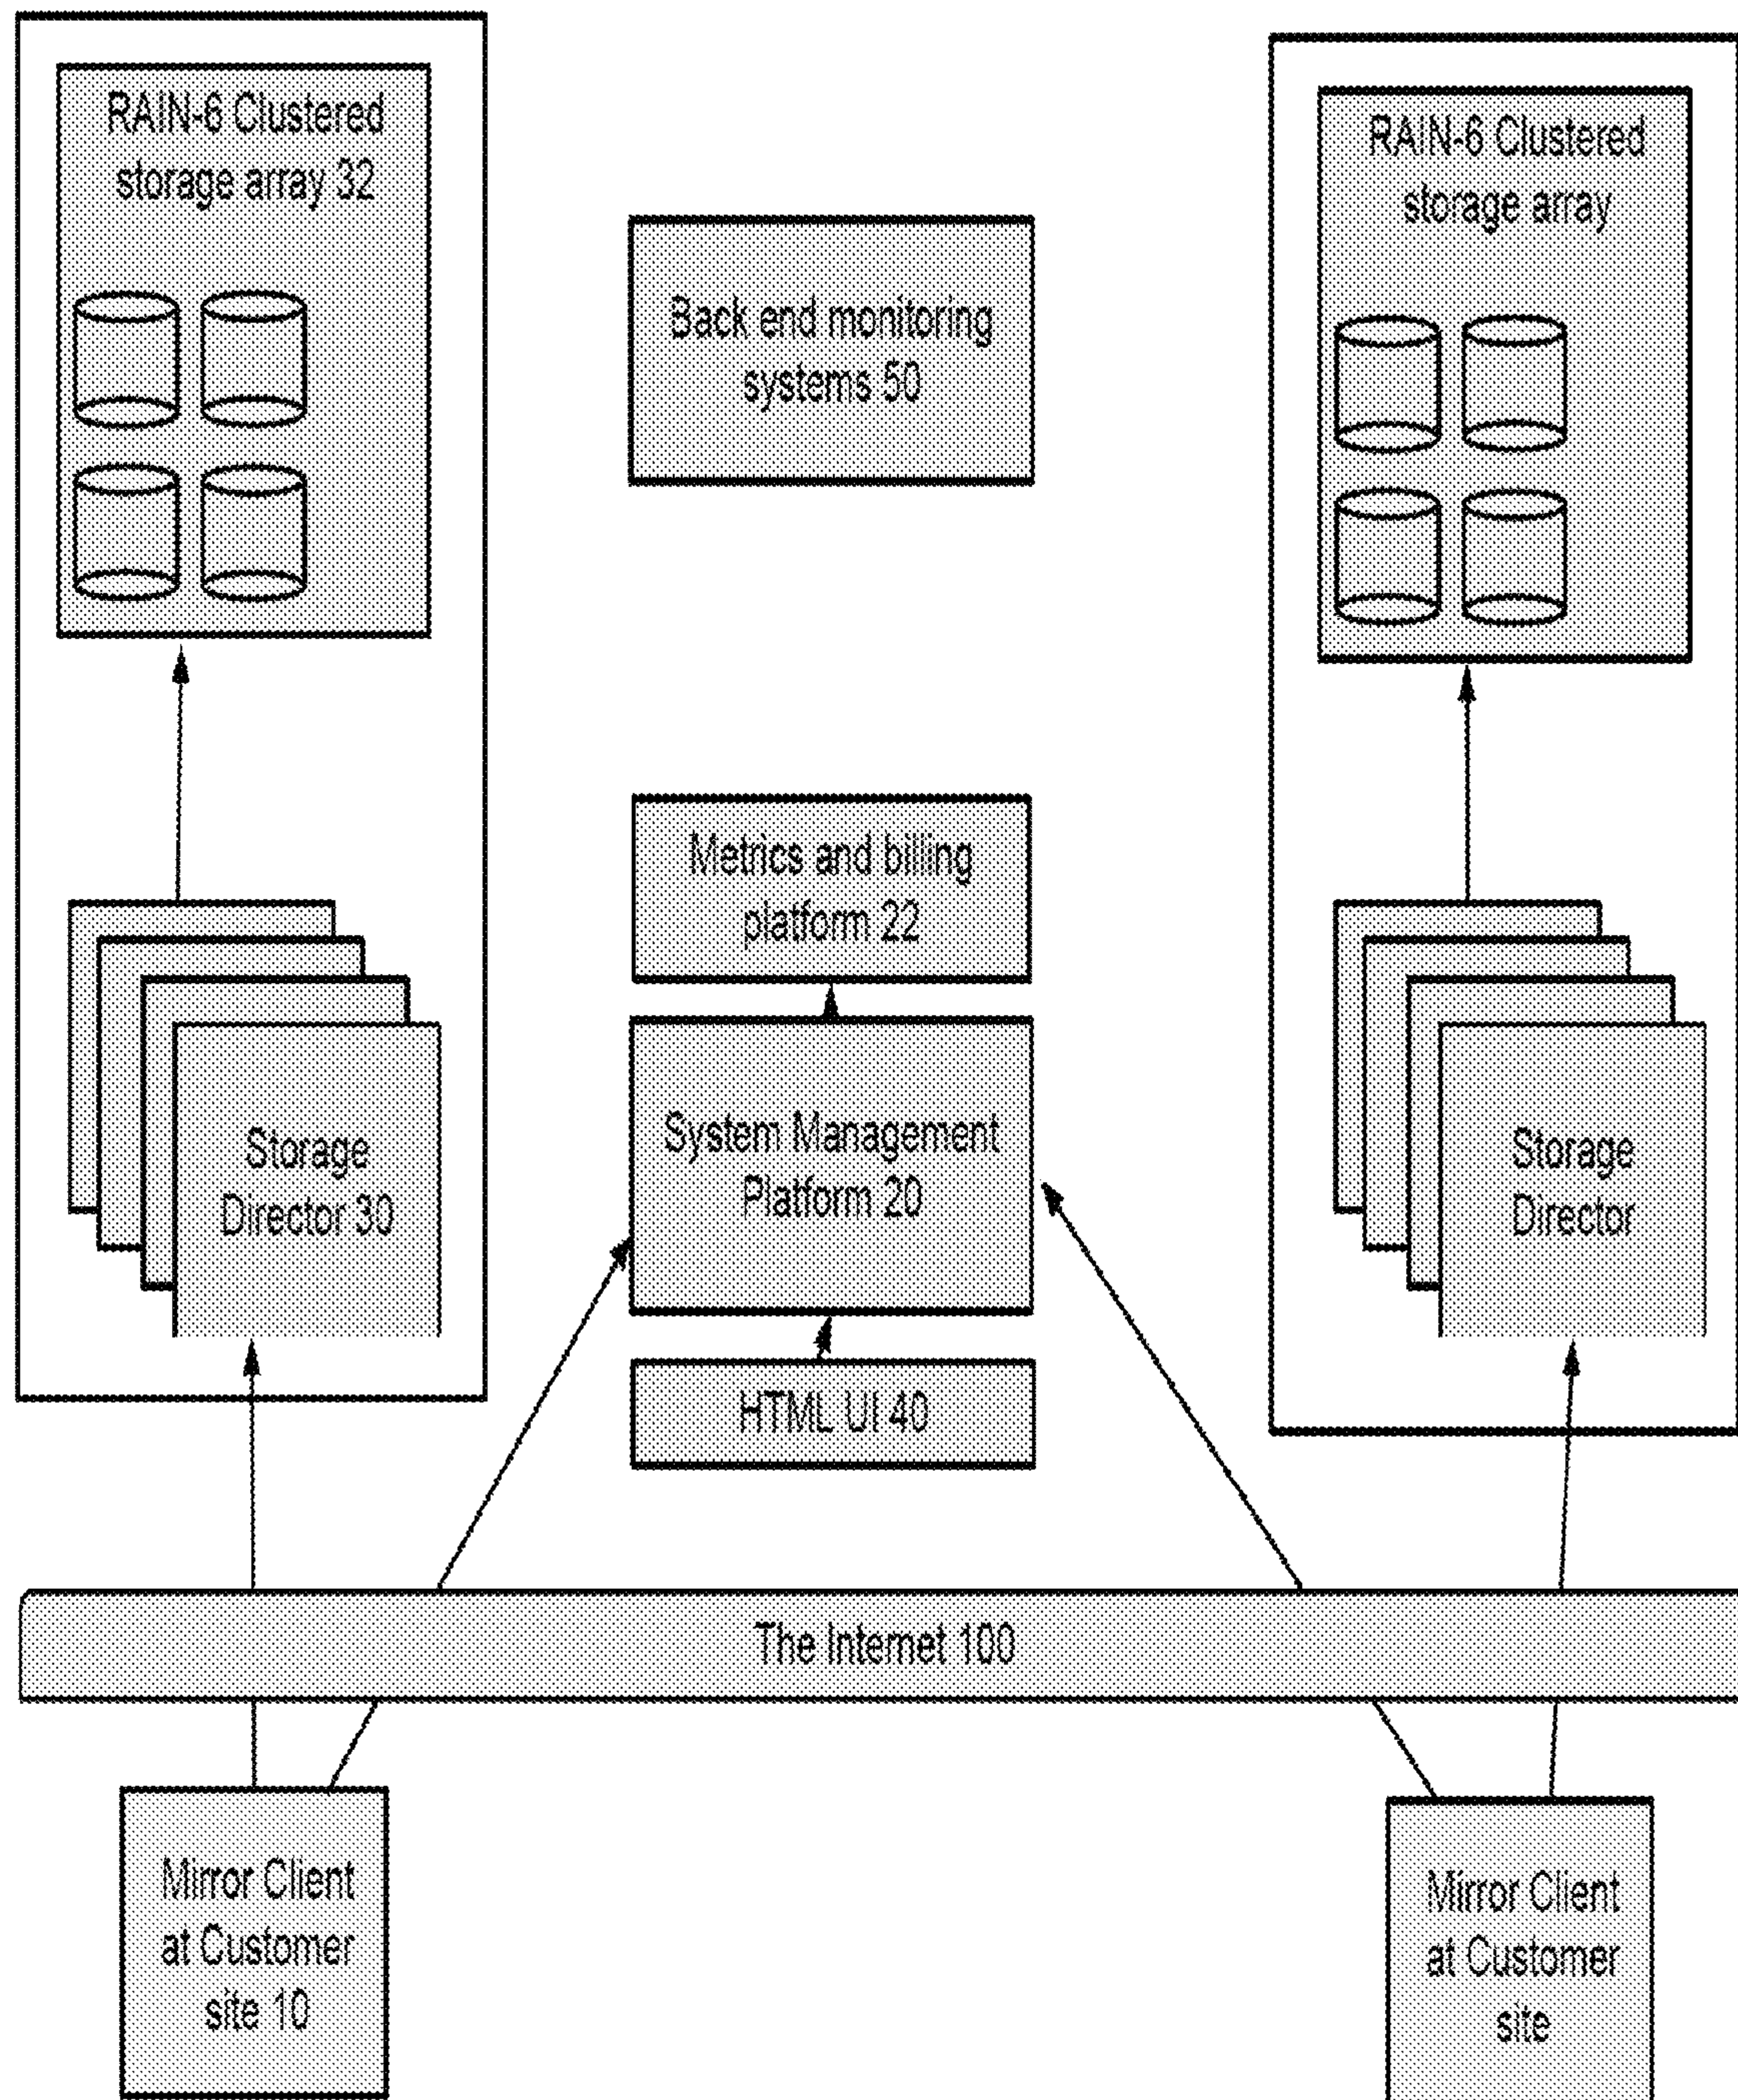 RAIN-6 Clustered
storage array 32
RAIN-6 Clustered
storage array
Back end monitoring
systems 50
Metrics and billing
platform 22
System Management
Platform 20
Storage
Director 30
Storage
Director
HTML UI 40
The Internet 100
Mirror Client
at Customer
site 10
Mirror Client
at Customer
site